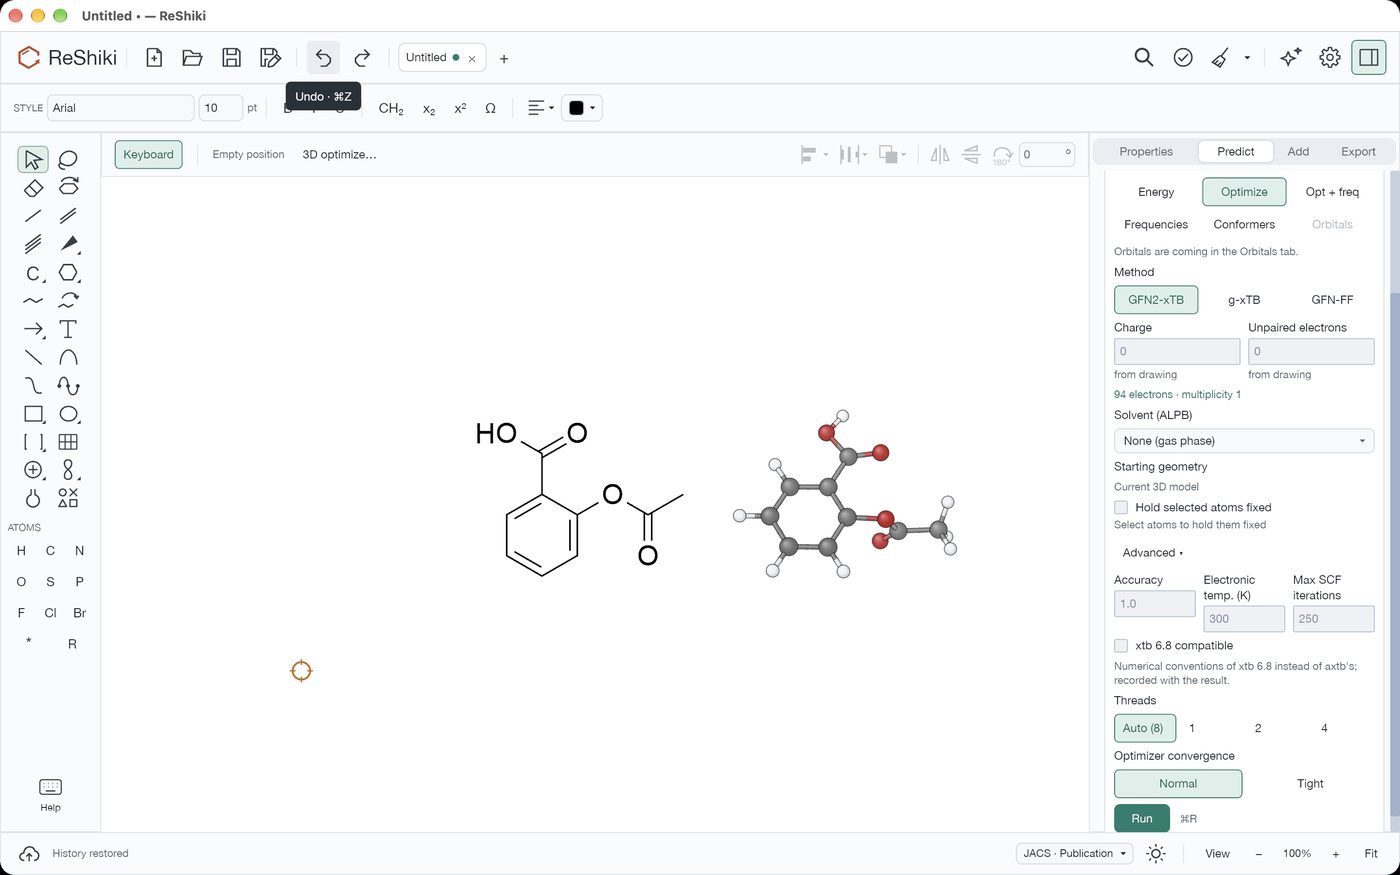 Untitled • — ReShiki
ReShiki
Untitled
Undo · ⌘Z
STYLE Arial 10 pt CH2 x2 x² Ω
Keyboard Empty position 3D optimize... 180° 0 °
Properties Predict Add Export
Energy Optimize Opt + freq
Frequencies Conformers Orbitals
Orbitals are coming in the Orbitals tab.
Method
GFN2-xTB g-xTB GFN-FF
Charge Unpaired electrons
0 0
from drawing from drawing
94 electrons · multiplicity 1
Solvent (ALPB)
None (gas phase)
Starting geometry
Current 3D model
Hold selected atoms fixed
Select atoms to hold them fixed
Advanced
Accuracy Electronic temp. (K) Max SCF iterations
1.0 300 250
xtb 6.8 compatible
Numerical conventions of xtb 6.8 instead of axtb's;
recorded with the result.
Threads
Auto (8) 1 2 4
Optimizer convergence
Normal Tight
Run ⌘R
C
T
ATOMS
H C N
O S P
F Cl Br
* R
Help
HO O
O
O
History restored
JACS · Publication View − 100% + Fit